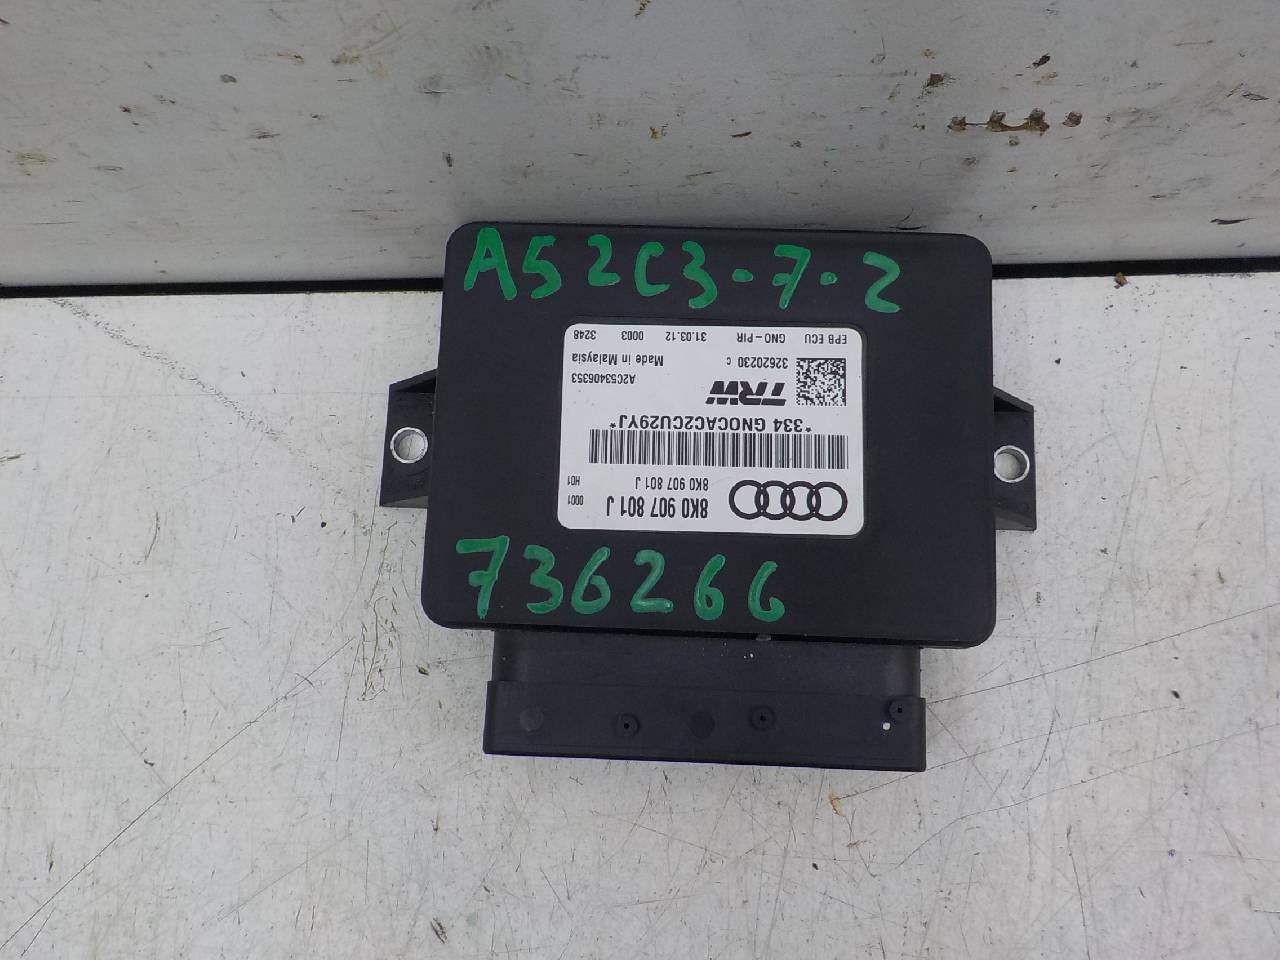 A52C3-7-2
8K0 907 801 J 0001
8K0 907 801 J H01
*334 GNOCAC2CU29YJ*
TRW A2C53406353
32620230 c Made in Malaysia
EPB ECU GNO-PIR 31.03.12 0003 3248
736266